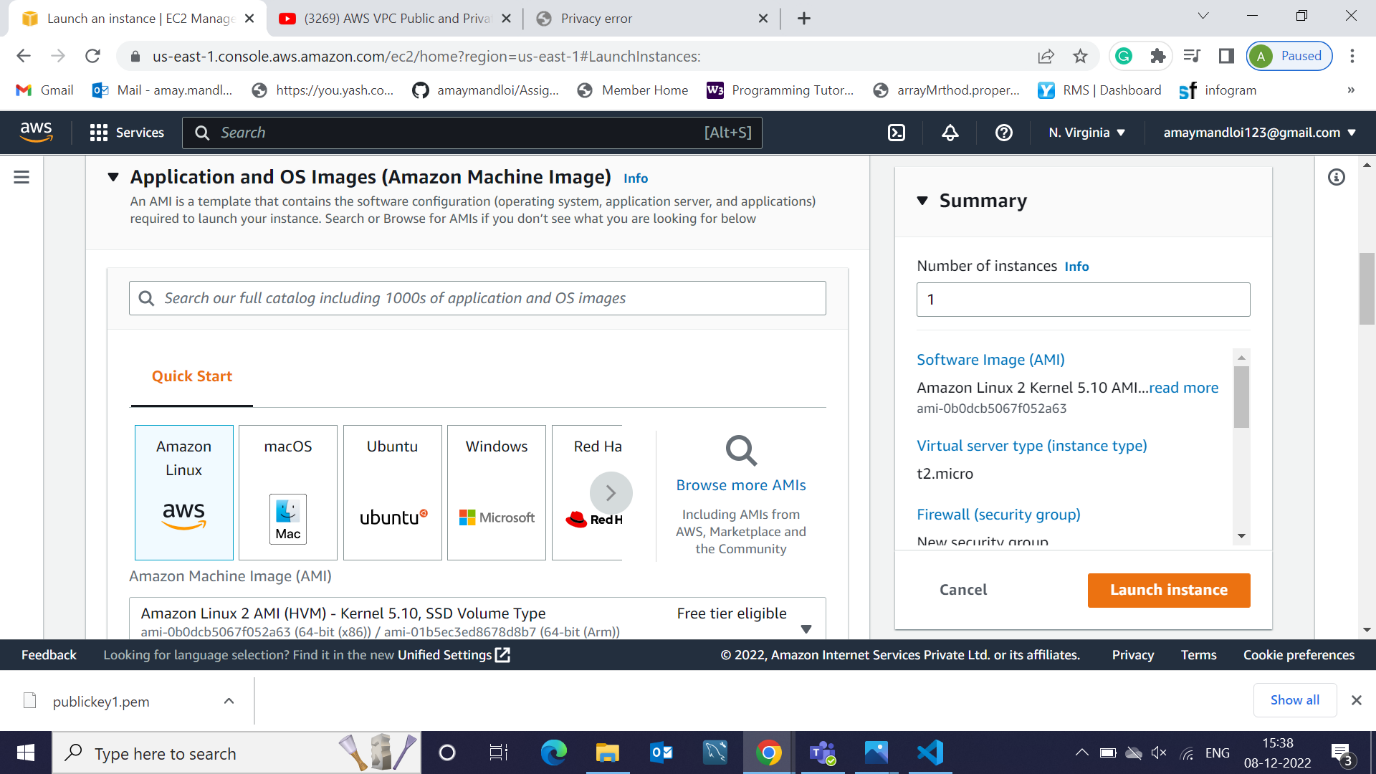 Launch an instance | EC2 Manage
(3269) AWS VPC Public and Priva
Privacy error
us-east-1.console.aws.amazon.com/ec2/home?region=us-east-1#LaunchInstances:
A
Paused
Gmail
Mail - amay.mandl...
https://you.yash.co...
amaymandloi/Assig...
Member Home
W3
Programming Tutor...
arrayMrthod.proper...
RMS | Dashboard
sf
infogram
»
aws
Services
Search
[Alt+S]
N. Virginia
amaymandloi123@gmail.com
Application and OS Images (Amazon Machine Image) Info
An AMI is a template that contains the software configuration (operating system, application server, and applications)
required to launch your instance. Search or Browse for AMIs if you don't see what you are looking for below
Search our full catalog including 1000s of application and OS images
Quick Start
Amazon
Linux
aws
macOS
Mac
Ubuntu
ubuntu
Windows
Microsoft
Red Ha
Red H
Browse more AMIs
Including AMIs from
AWS, Marketplace and
the Community
Amazon Machine Image (AMI)
Amazon Linux 2 AMI (HVM) - Kernel 5.10, SSD Volume Type
Free tier eligible
ami-0b0dcb5067f052a63 (64-bit (x86)) / ami-01b5ec3ed8678d8b7 (64-bit (Arm))
Summary
Number of instances Info
1
Software Image (AMI)
Amazon Linux 2 Kernel 5.10 AMI...read more
ami-0b0dcb5067f052a63
Virtual server type (instance type)
t2.micro
Firewall (security group)
New security group
Cancel
Launch instance
Feedback
Looking for language selection? Find it in the new Unified Settings
© 2022, Amazon Internet Services Private Ltd. or its affiliates.
Privacy
Terms
Cookie preferences
publickey1.pem
Show all
Type here to search
ENG
15:38
08-12-2022
3